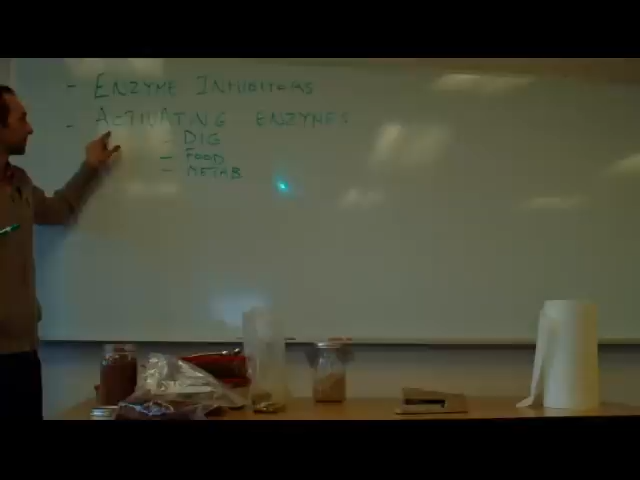 - ENZYME INHIBITORS
- ACTIVATING ENZYMES
- DIG
- FOOD
- METAB